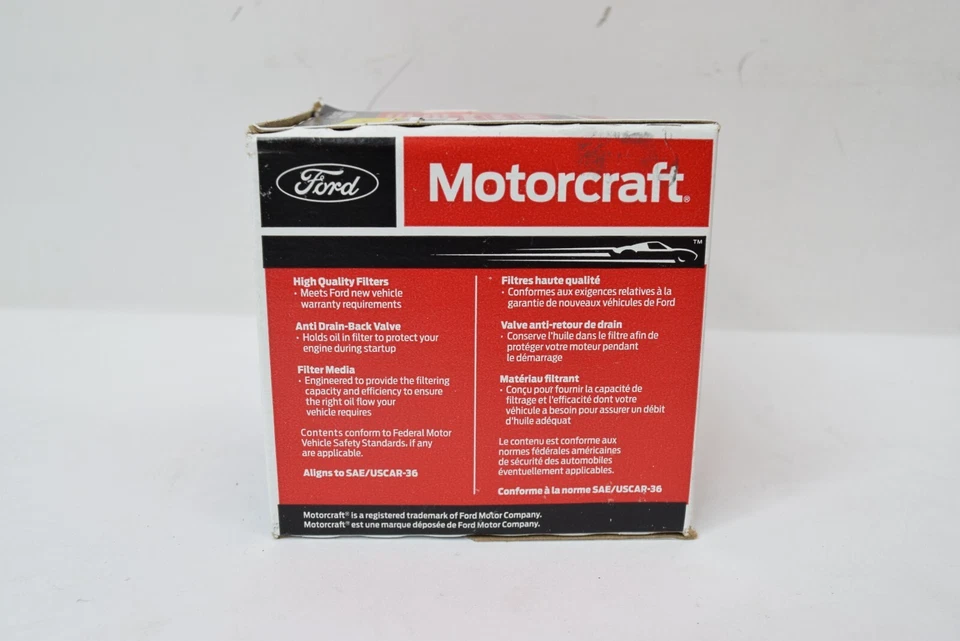 Ford
Motorcraft®
™
High Quality Filters
• Meets Ford new vehicle
warranty requirements
Anti Drain-Back Valve
• Holds oil in filter to protect your
engine during startup
Filter Media
• Engineered to provide the filtering
capacity and efficiency to ensure
the right oil flow your
vehicle requires
Contents conform to Federal Motor
Vehicle Safety Standards. if any
are applicable.
Aligns to SAE/USCAR-36
Filtres haute qualité
• Conformes aux exigences relatives à la
garantie de nouveaux véhicules de Ford
Valve anti-retour de drain
• Conserve l'huile dans le filtre afin de
protéger votre moteur pendant
le démarrage
Matériau filtrant
• Conçu pour fournir la capacité de
filtrage et l'efficacité dont votre
véhicule a besoin pour assurer un débit
d'huile adéquat
Le contenu est conforme aux
normes fédérales américaines
de sécurité des automobiles
éventuellement applicables.
Conforme à la norme SAE/USCAR-36
Motorcraft® is a registered trademark of Ford Motor Company.
Motorcraft® est une marque déposée de Ford Motor Company.